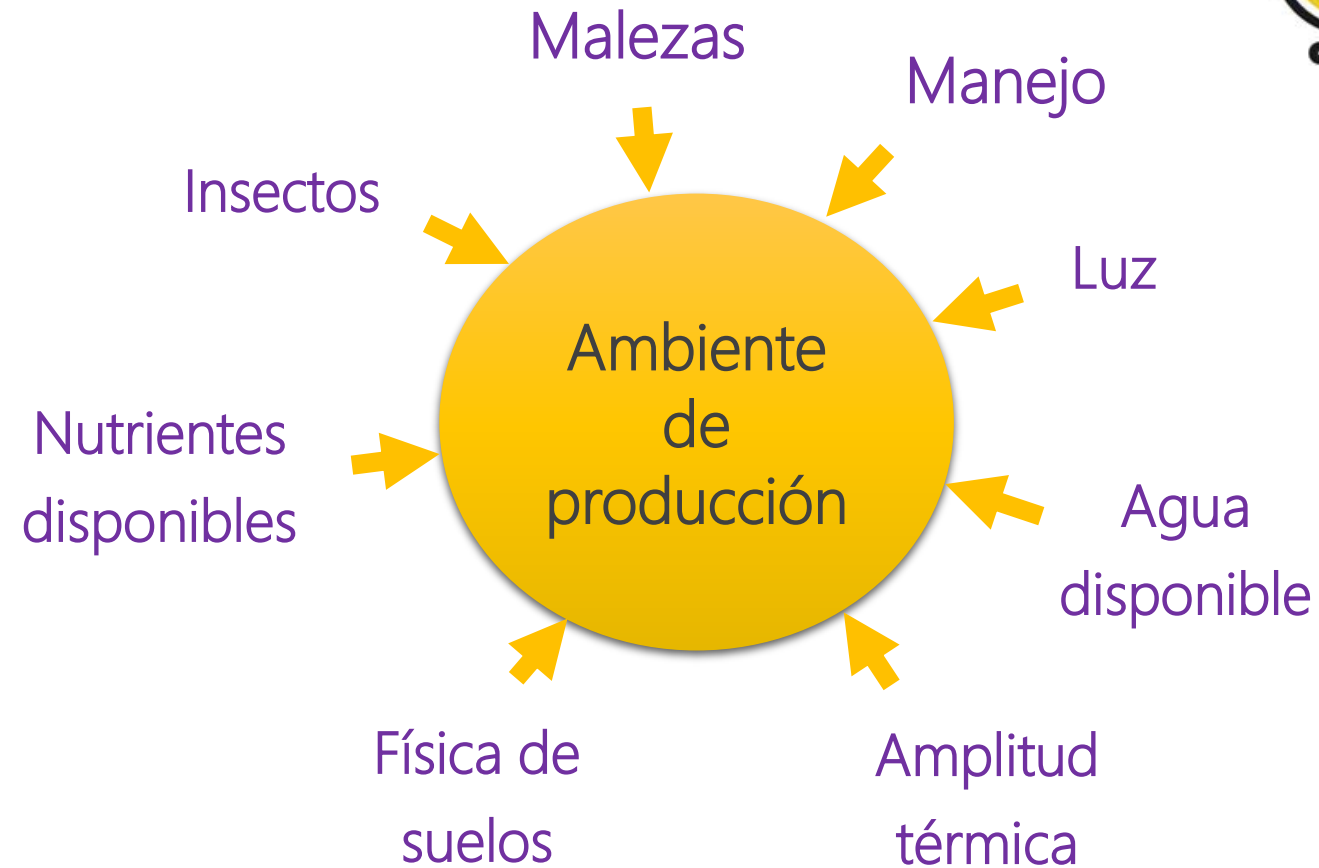 Malezas
Manejo
Insectos
Luz
Ambiente
de
producción
Nutrientes
disponibles
Agua
disponible
Física de
suelos
Amplitud
térmica